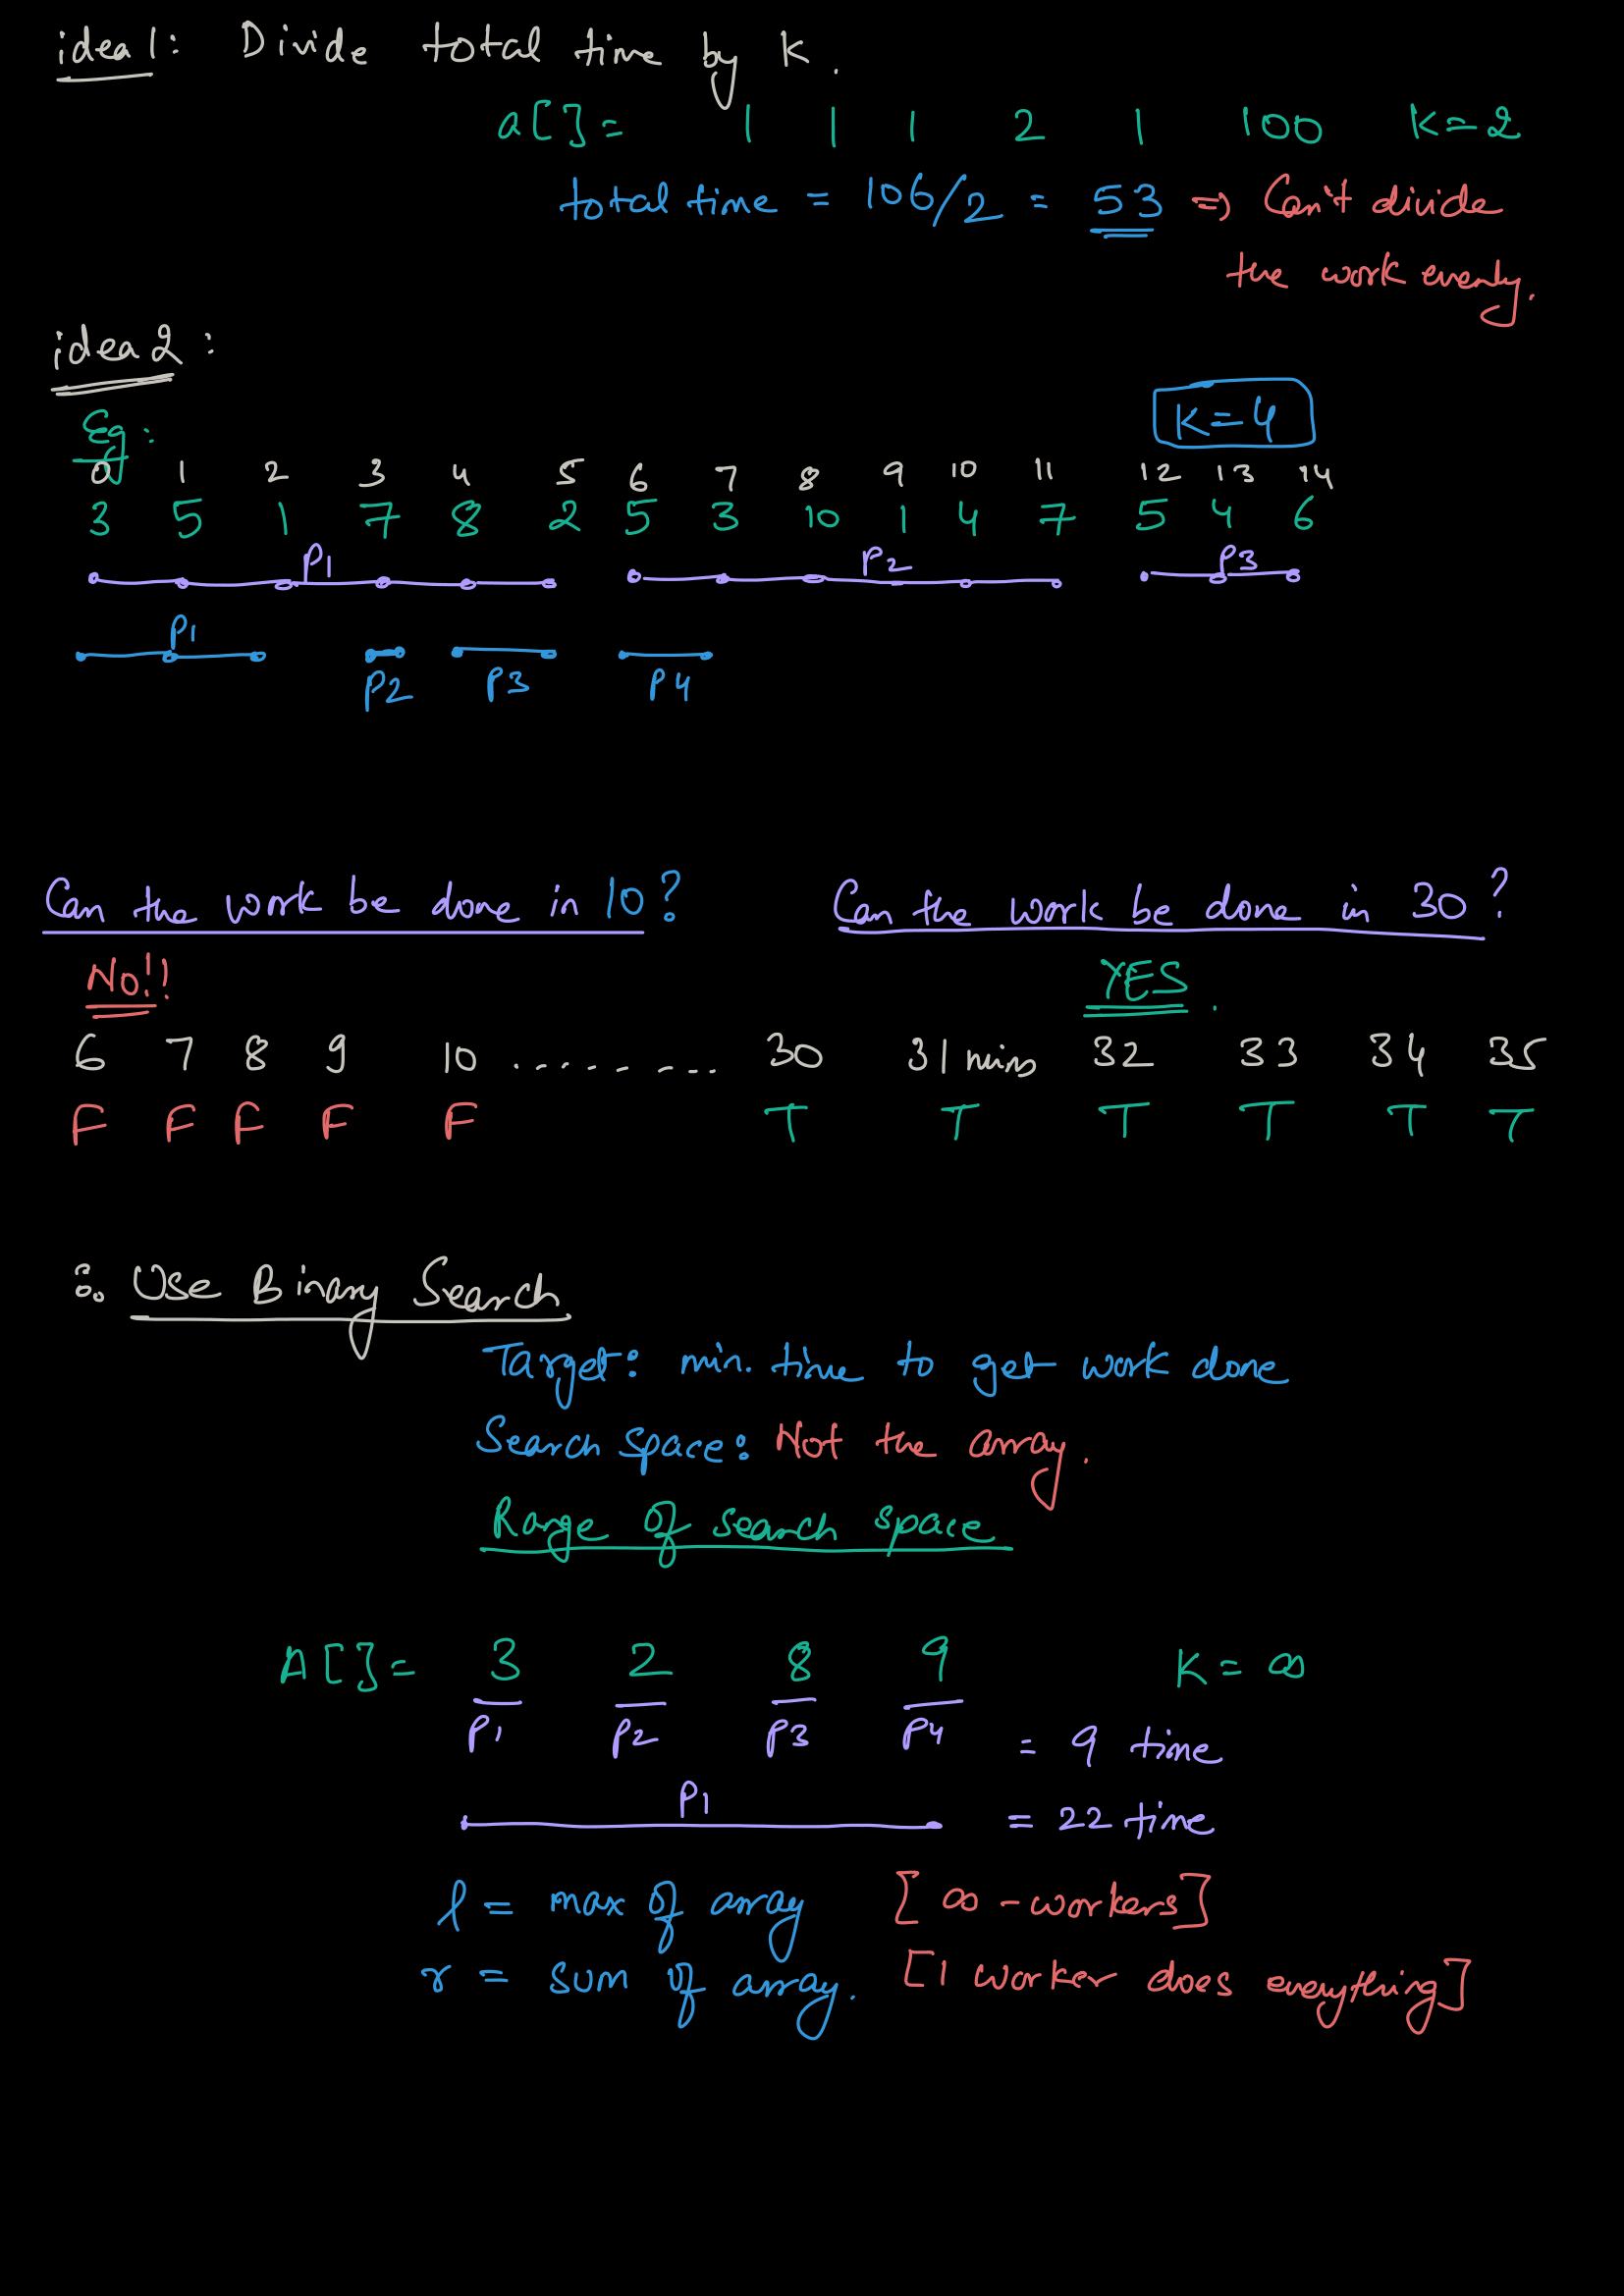 idea 1: Divide total time by K.
a[] = 1 1 1 2 1 100 K=2
total time = 106/2 = 53 => Can't divide
the work evenly.
idea 2 :
K=4
Eg :
0 1 2 3 4 5 6 7 8 9 10 11 12 13 14
3 5 1 7 8 2 5 3 10 1 4 7 5 4 6
P1 P2 P3
P1
P2 P3 P4
Can the work be done in 10? Can the work be done in 30?
NO!! YES.
6 7 8 9 10 ......... 30 31 mins 32 33 34 35
F F F F F T T T T T T
∴ Use Binary Search
Target: min. time to get work done
Search space: Not the array.
Range of search space
A[] = 3 2 8 9 K = ∞
P1 P2 P3 P4 = 9 time
P1 = 22 time
l = max of array [∞ - workers]
r = sum of array. [1 worker does everything]